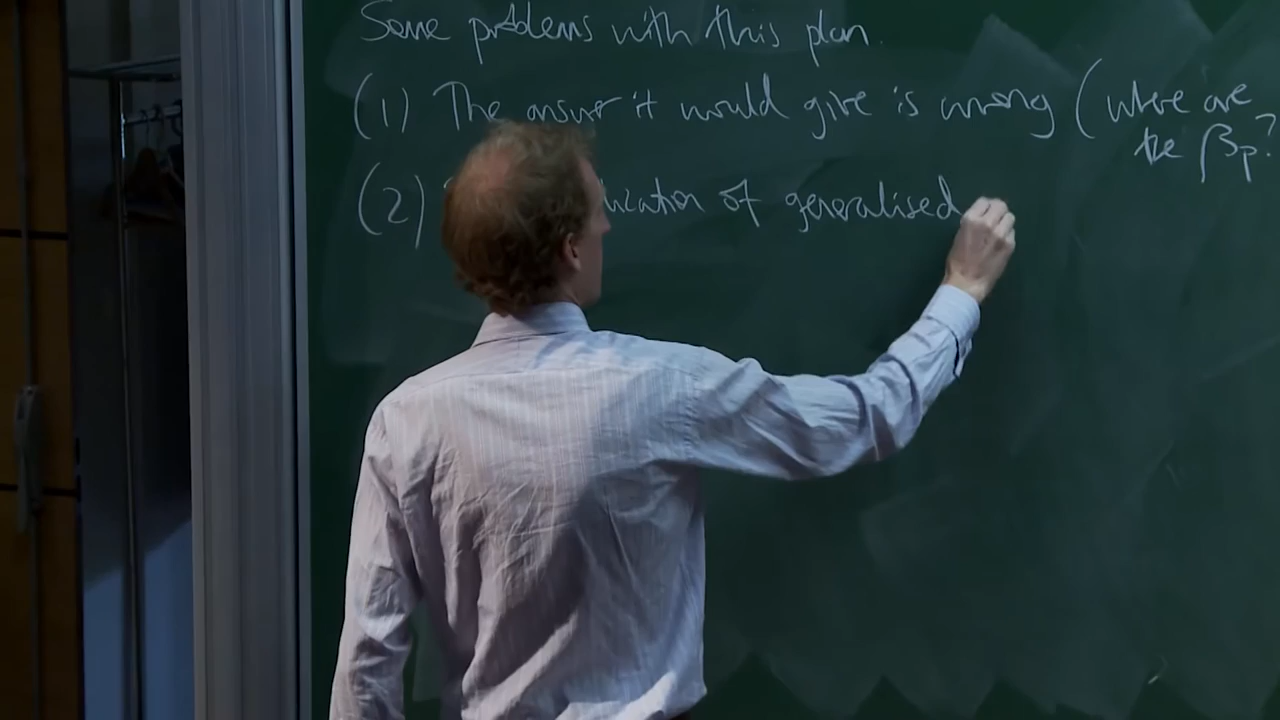 Some problems with this plan.
(1) The answer it would give is wrong (where are
the βp?
(2) of generalised